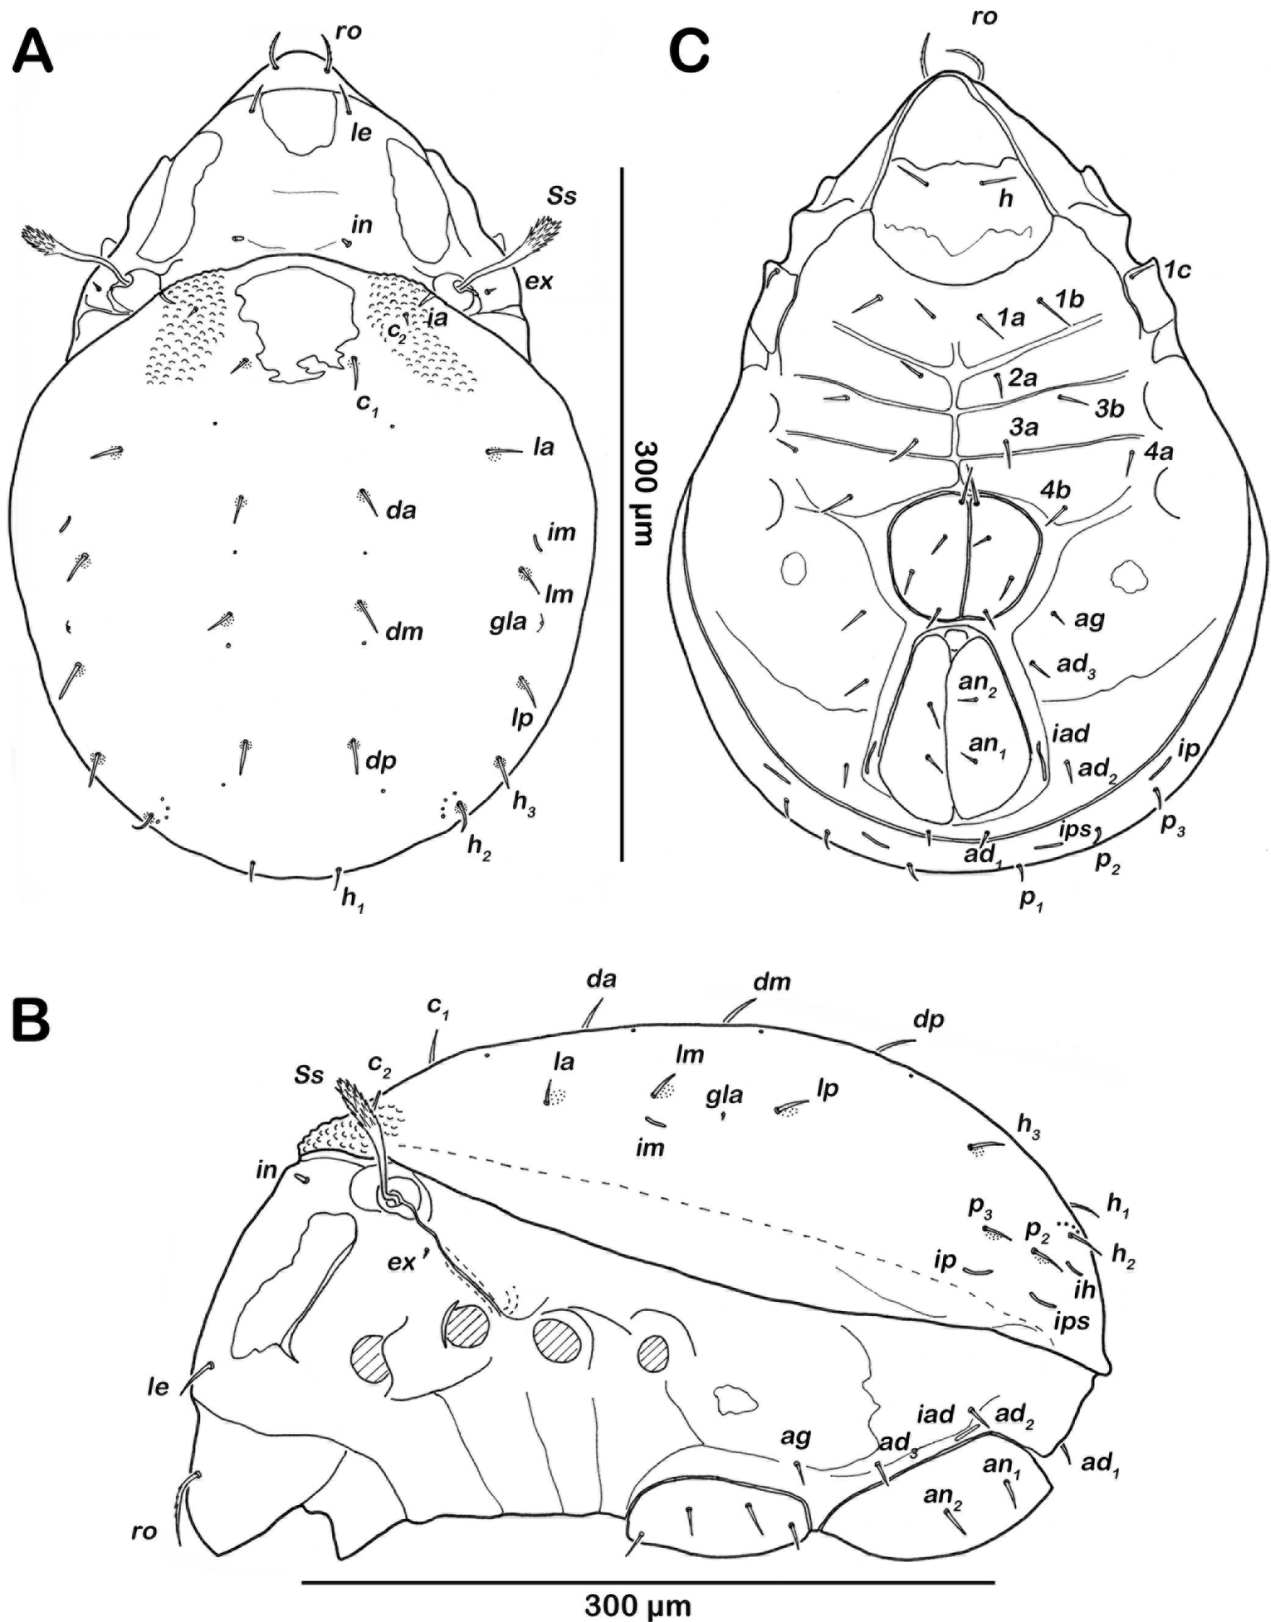 A
ro
le
Ss
in
ex
ia
c2
c1
la
da
im
lm
gla
dm
lp
dp
h3
h2
h1
300 µm
C
ro
h
1c
1b
1a
2a
3b
3a
4a
4b
ag
ad3
an2
iad
an1
ad2
ip
p3
ips
ad1
p2
p1
B
da
dm
c1
dp
Ss
c2
la
lm
gla
lp
im
h3
in
p3
h1
p2
h2
ex
ip
ih
ips
le
iad
ad2
ag
ad3
ad1
an1
an2
ro
300 µm